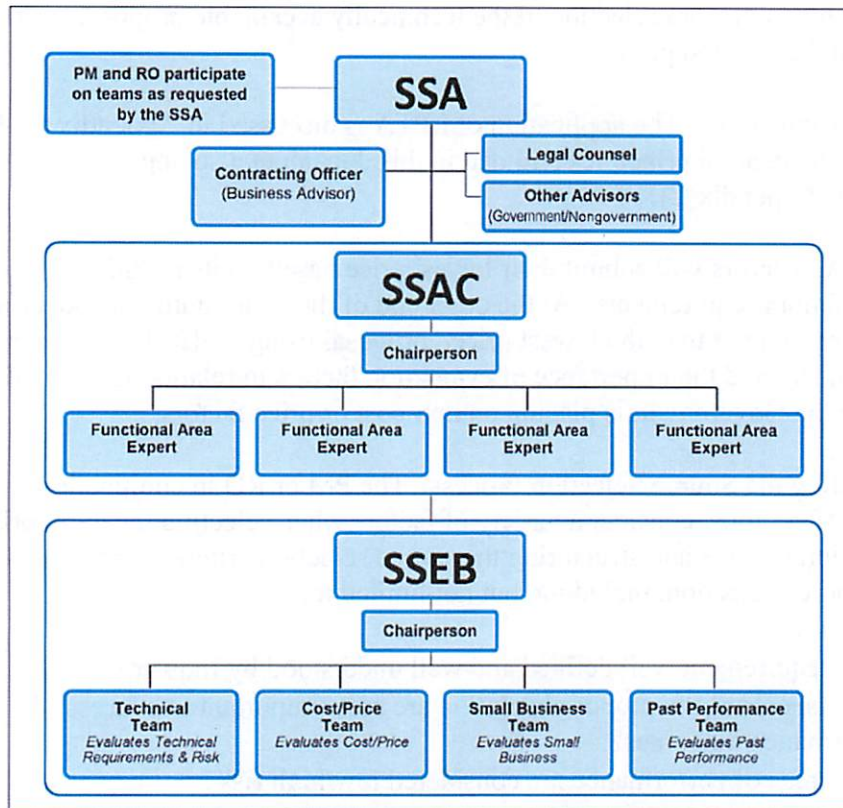 PM and RO participate
on teams as requested
by the SSA
SSA
Contracting Officer
(Business Advisor)
Legal Counsel
Other Advisors
(Government/Nongovernment)
SSAC
Chairperson
Functional Area
Expert
Functional Area
Expert
Functional Area
Expert
Functional Area
Expert
SSEB
Chairperson
Technical
Team
Evaluates Technical
Requirements & Risk
Cost/Price
Team
Evaluates Cost/Price
Small Business
Team
Evaluates Small
Business
Past Performance
Team
Evaluates Past
Performance